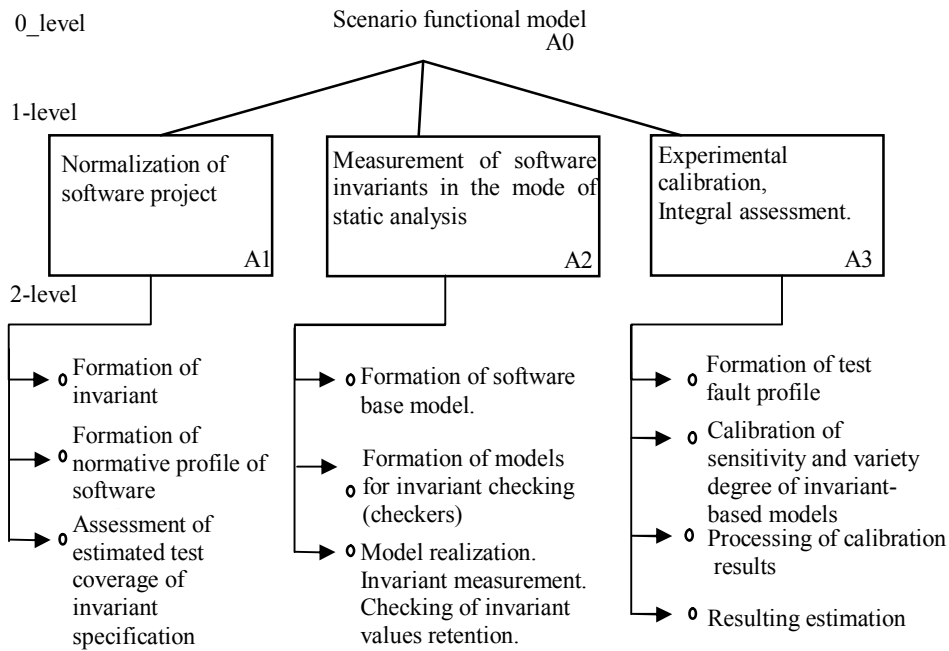 0_level
Scenario functional model
A0
1-level
Normalization of
software project
A1
Measurement of software
invariants in the mode of
static analysis
A2
Experimental
calibration,
Integral assessment.
A3
2-level
Formation of
invariant
Formation of
normative profile of
software
Assessment of
estimated test
coverage of
invariant
specification
Formation of software
base model.
Formation of models
for invariant checking
(checkers)
Model realization.
Invariant measurement.
Checking of invariant
values retention.
Formation of test
fault profile
Calibration of
sensitivity and variety
degree of invariant-
based models
Processing of calibration
results
Resulting estimation